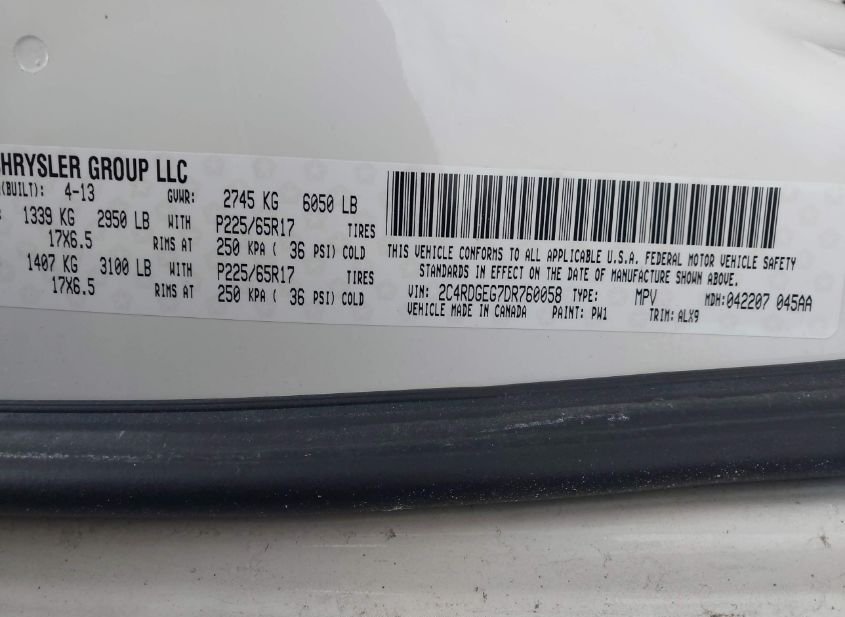 CHRYSLER GROUP LLC
(BUILT): 4-13 GVWR: 2745 KG 6050 LB
1339 KG 2950 LB WITH P225/65R17 TIRES
17X6.5 RIMS AT 250 KPA ( 36 PSI) COLD
1407 KG 3100 LB WITH P225/65R17 TIRES
17X6.5 RIMS AT 250 KPA ( 36 PSI) COLD
THIS VEHICLE CONFORMS TO ALL APPLICABLE U.S.A. FEDERAL MOTOR VEHICLE SAFETY
STANDARDS IN EFFECT ON THE DATE OF MANUFACTURE SHOWN ABOVE.
VIN: 2C4RDGEG7DR760058 TYPE: MPV MDH:042207 045AA
VEHICLE MADE IN CANADA PAINT: PW1 TRIM: ALX9